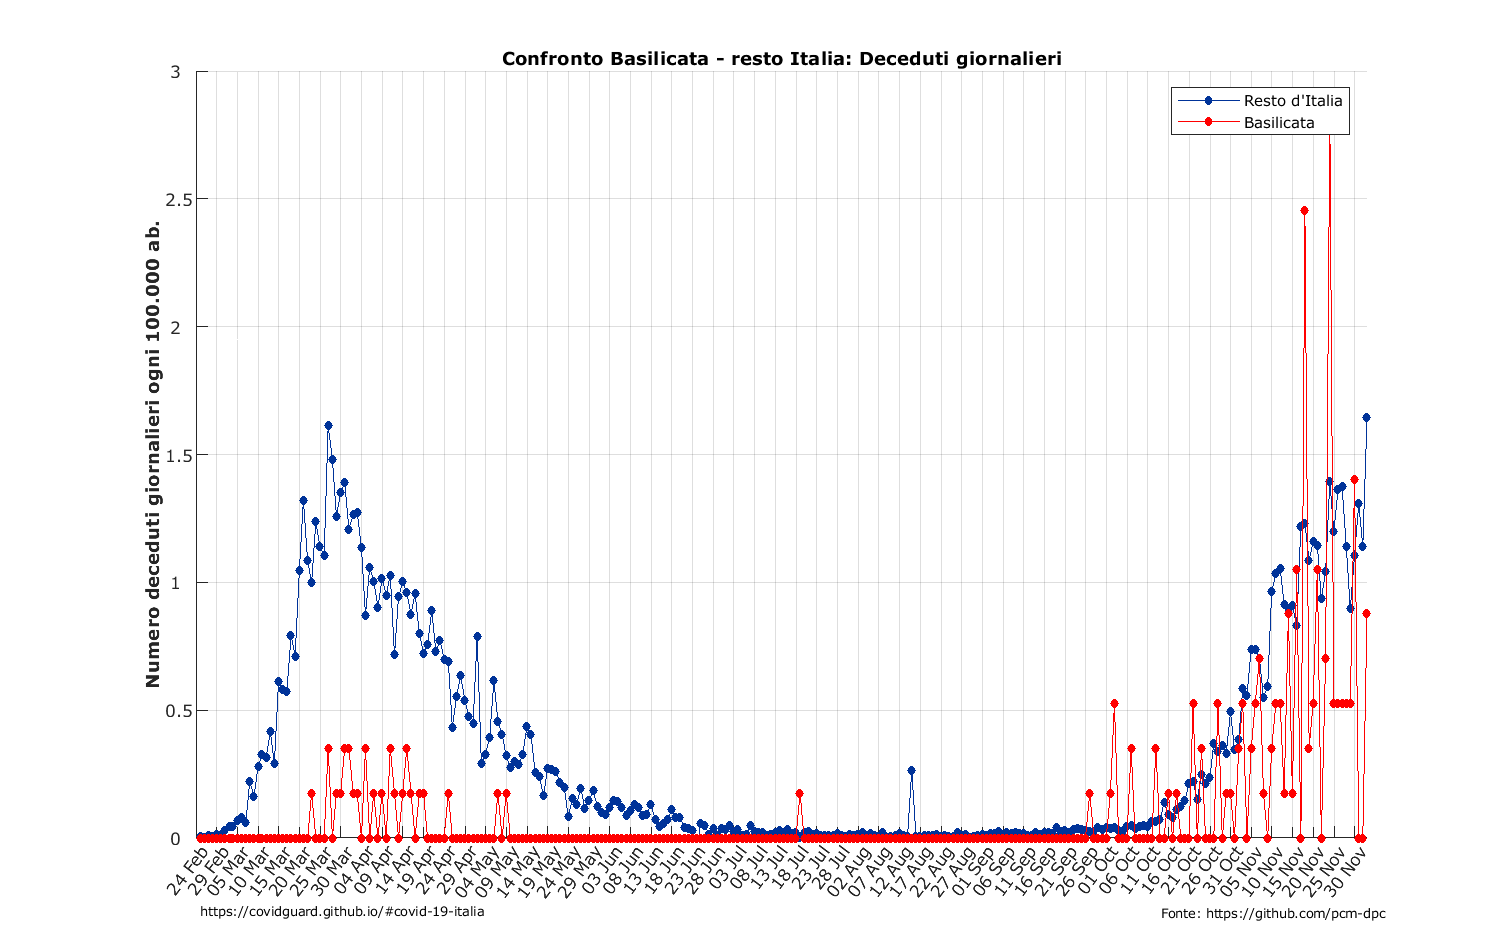 Confronto Basilicata - resto Italia: Deceduti giornalieri
Numero deceduti giornalieri ogni 100.000 ab.
3
2.5
2
1.5
1
0.5
0
Resto d'Italia
Basilicata
24 Feb
29 Feb
05 Mar
10 Mar
15 Mar
20 Mar
25 Mar
30 Mar
04 Apr
09 Apr
14 Apr
19 Apr
24 Apr
29 Apr
04 May
09 May
14 May
19 May
24 May
29 May
03 Jun
08 Jun
13 Jun
18 Jun
23 Jun
28 Jun
03 Jul
08 Jul
13 Jul
18 Jul
23 Jul
28 Jul
02 Aug
07 Aug
12 Aug
17 Aug
22 Aug
27 Aug
01 Sep
06 Sep
11 Sep
16 Sep
21 Sep
26 Sep
01 Oct
06 Oct
11 Oct
16 Oct
21 Oct
26 Oct
31 Oct
05 Nov
10 Nov
15 Nov
20 Nov
25 Nov
30 Nov
https://covidguard.github.io/#covid-19-italia
Fonte: https://github.com/pcm-dpc